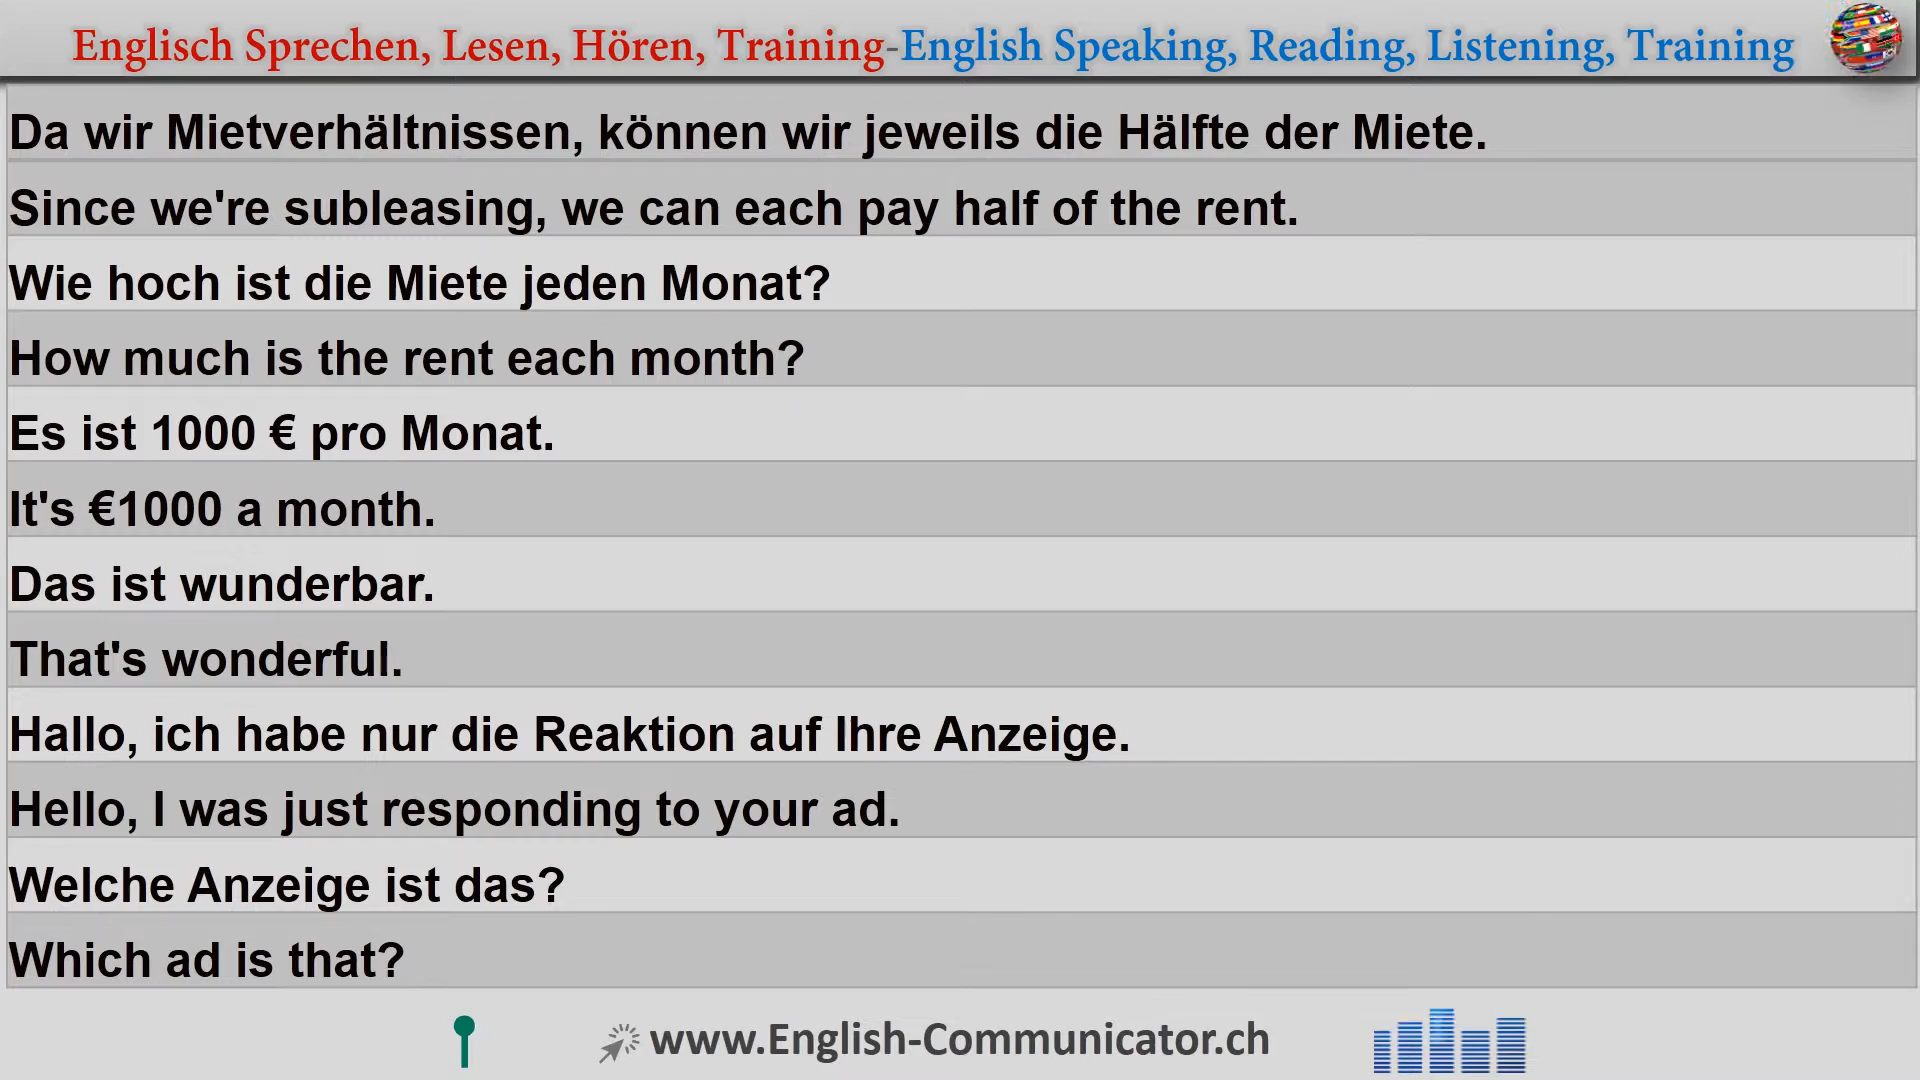 Englisch Sprechen, Lesen, Hören, Training-English Speaking, Reading, Listening, Training
Da wir Mietverhältnissen, können wir jeweils die Hälfte der Miete.
Since we're subleasing, we can each pay half of the rent.
Wie hoch ist die Miete jeden Monat?
How much is the rent each month?
Es ist 1000 € pro Monat.
It's €1000 a month.
Das ist wunderbar.
That's wonderful.
Hallo, ich habe nur die Reaktion auf Ihre Anzeige.
Hello, I was just responding to your ad.
Welche Anzeige ist das?
Which ad is that?
www.English-Communicator.ch